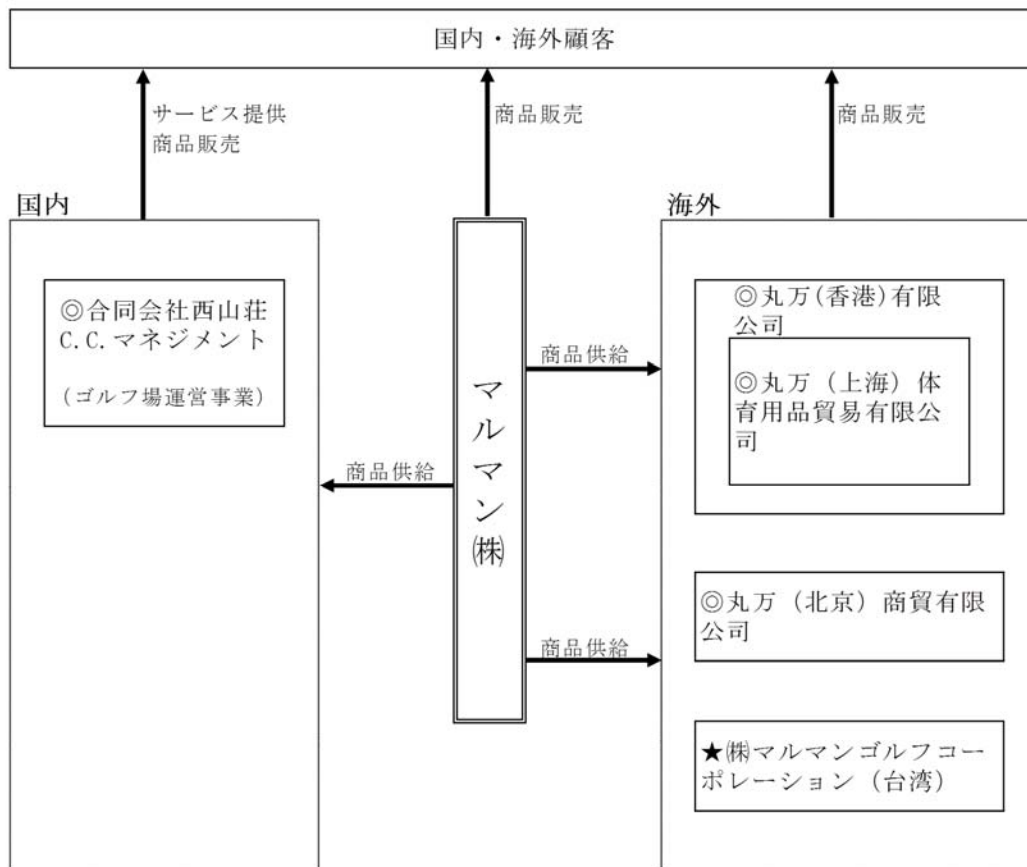 国内・海外顧客
サービス提供
商品販売
商品販売
商品販売
国内
海外
◎合同会社西山荘
C.C.マネジメント
(ゴルフ場運営事業)
マルマン㈱
商品供給
商品供給
商品供給
◎丸万(香港)有限
公司
◎丸万（上海）体
育用品貿易有限公
司
◎丸万（北京）商貿有限
公司
★㈱マルマンゴルフコー
ポレーション（台湾）